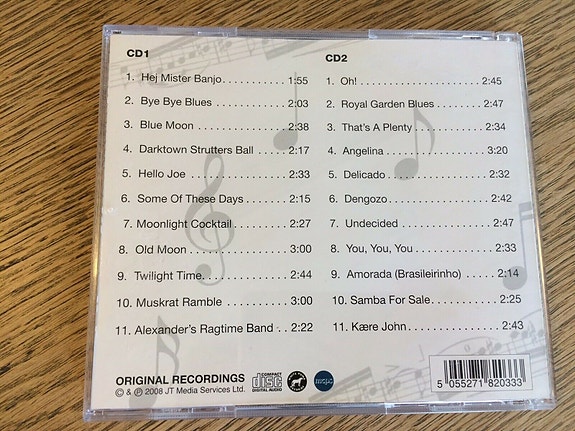 CD1
1. Hej Mister Banjo.............1:55
2. Bye Bye Blues............2:03
3. Blue Moon...............2:38
4. Darktown Strutters Ball......2:17
5. Hello Joe.................2:33
6. Some Of These Days........2:15
7. Moonlight Cocktail..........2:27
8. Old Moon................3:00
9. Twilight Time..............2:44
10. Muskrat Ramble...........3:00
11. Alexander's Ragtime Band...2:22
CD2
1. Oh!....................2:45
2. Royal Garden Blues........2:47
3. That's A Plenty............2:34
4. Angelina.................3:20
5. Delicado.................2:32
6. Dengozo.................2:42
7. Undecided...............2:47
8. You, You, You.............2:33
9. Amorada (Brasileirinho).....2:14
10. Samba For Sale...........2:25
11. Kære John...............2:43
ORIGINAL RECORDINGS
© & ℗ 2008 JT Media Services Ltd.
COMPACT
disc
DIGITAL AUDIO
mcps
5 055271 820333